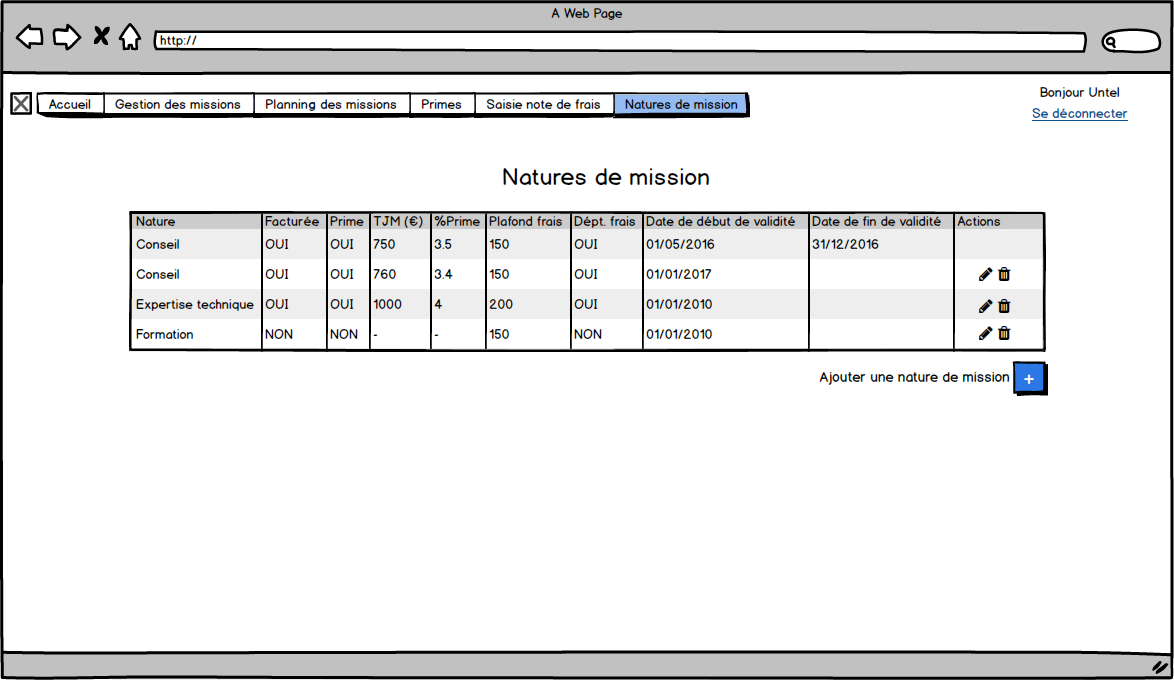 A Web Page
http://
Accueil Gestion des missions Planning des missions Primes Saisie note de frais Natures de mission
Bonjour Untel
Se déconnecter
Natures de mission
Nature Facturée Prime TJM (€) %Prime Plafond frais Dépt. frais Date de début de validité Date de fin de validité Actions
Conseil OUI OUI 750 3.5 150 OUI 01/05/2016 31/12/2016
Conseil OUI OUI 760 3.4 150 OUI 01/01/2017
Expertise technique OUI OUI 1000 4 200 OUI 01/01/2010
Formation NON NON - - 150 NON 01/01/2010
Ajouter une nature de mission +